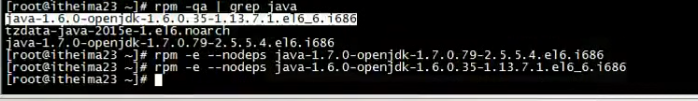 [root@itheima23 ~]# rpm -qa | grep java
java-1.6.0-openjdk-1.6.0.35-1.13.7.1.el6_6.i686
tzdata-java-2015e-1.el6.noarch
java-1.7.0-openjdk-1.7.0.79-2.5.5.4.el6.i686
[root@itheima23 ~]# rpm -e --nodeps java-1.7.0-openjdk-1.7.0.79-2.5.5.4.el6.i686
[root@itheima23 ~]# rpm -e --nodeps java-1.6.0-openjdk-1.6.0.35-1.13.7.1.el6_6.i686
[root@itheima23 ~]#